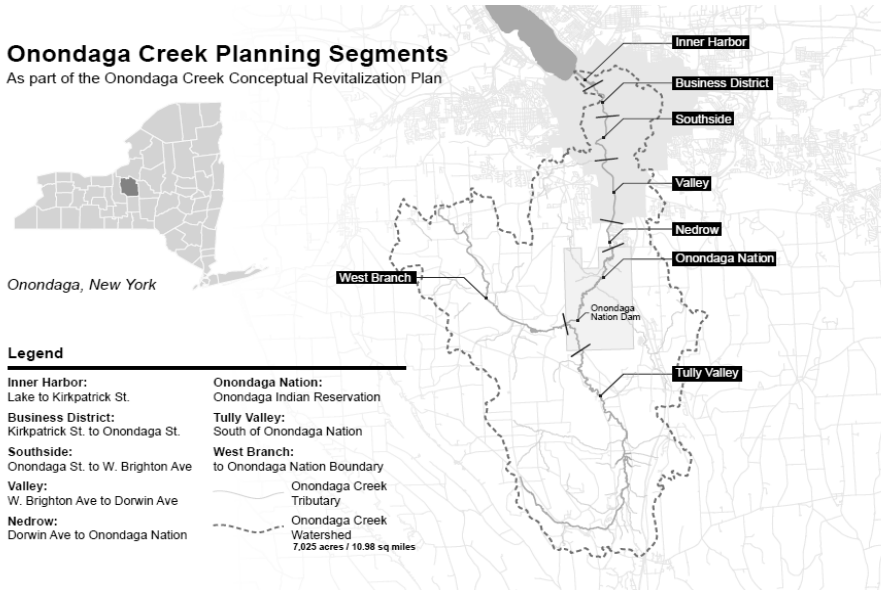 Onondaga Creek Planning Segments
As part of the Onondaga Creek Conceptual Revitalization Plan
Onondaga, New York
Inner Harbor
Business District
Southside
Valley
Nedrow
Onondaga Nation
West Branch
Onondaga
Nation Dam
Tully Valley
Legend
Inner Harbor:
Lake to Kirkpatrick St.
Business District:
Kirkpatrick St. to Onondaga St.
Southside:
Onondaga St. to W. Brighton Ave
Valley:
W. Brighton Ave to Dorwin Ave
Nedrow:
Dorwin Ave to Onondaga Nation
Onondaga Nation:
Onondaga Indian Reservation
Tully Valley:
South of Onondaga Nation
West Branch:
to Onondaga Nation Boundary
Onondaga Creek
Tributary
Onondaga Creek
Watershed
7,025 acres / 10.98 sq miles